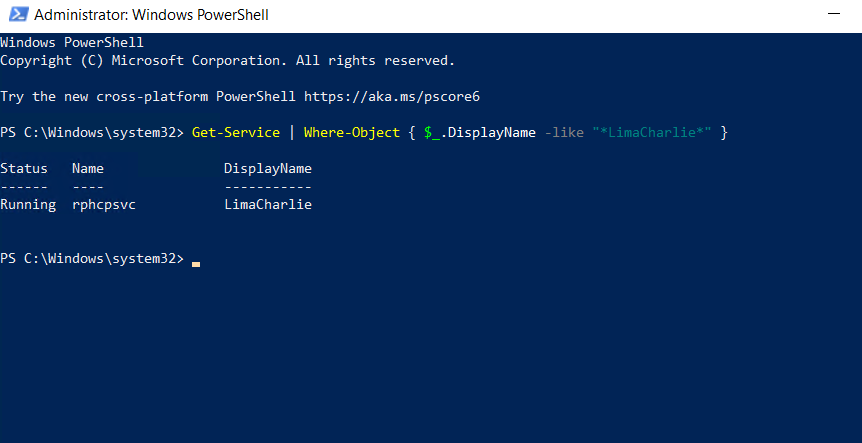 Administrator: Windows PowerShell
Windows PowerShell
Copyright (C) Microsoft Corporation. All rights reserved.
Try the new cross-platform PowerShell https://aka.ms/pscore6
PS C:\Windows\system32> Get-Service | Where-Object { $_.DisplayName -like "*LimaCharlie*" }
Status   Name               DisplayName
------   ----               -----------
Running  rphcpsvc           LimaCharlie
PS C:\Windows\system32>